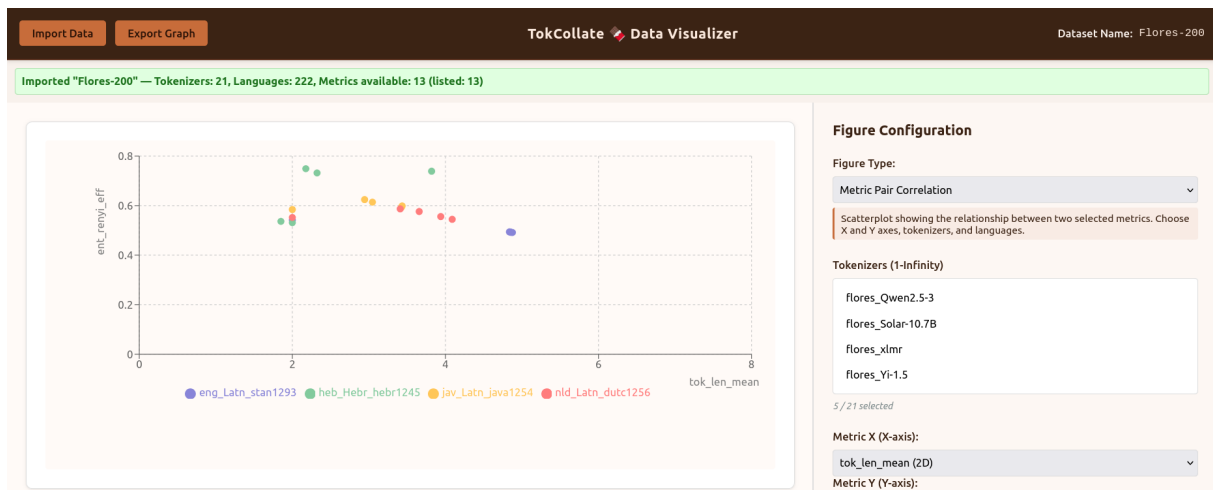 Import Data
Export Graph
TokCollate 🍫 Data Visualizer
Dataset Name: Flores-200
Imported "Flores-200" — Tokenizers: 21, Languages: 222, Metrics available: 13 (listed: 13)
0.8
0.6
0.4
0.2
0
ent_renyi_eff
0 2 4 6 8
tok_len_mean
eng_Latn_stan1293 heb_Hebr_hebr1245 jav_Latn_java1254 nld_Latn_dutc1256
Figure Configuration
Figure Type:
Metric Pair Correlation
Scatterplot showing the relationship between two selected metrics. Choose
X and Y axes, tokenizers, and languages.
Tokenizers (1-Infinity)
flores_Qwen2.5-3
flores_Solar-10.7B
flores_xlmr
flores_Yi-1.5
5 / 21 selected
Metric X (X-axis):
tok_len_mean (2D)
Metric Y (Y-axis):